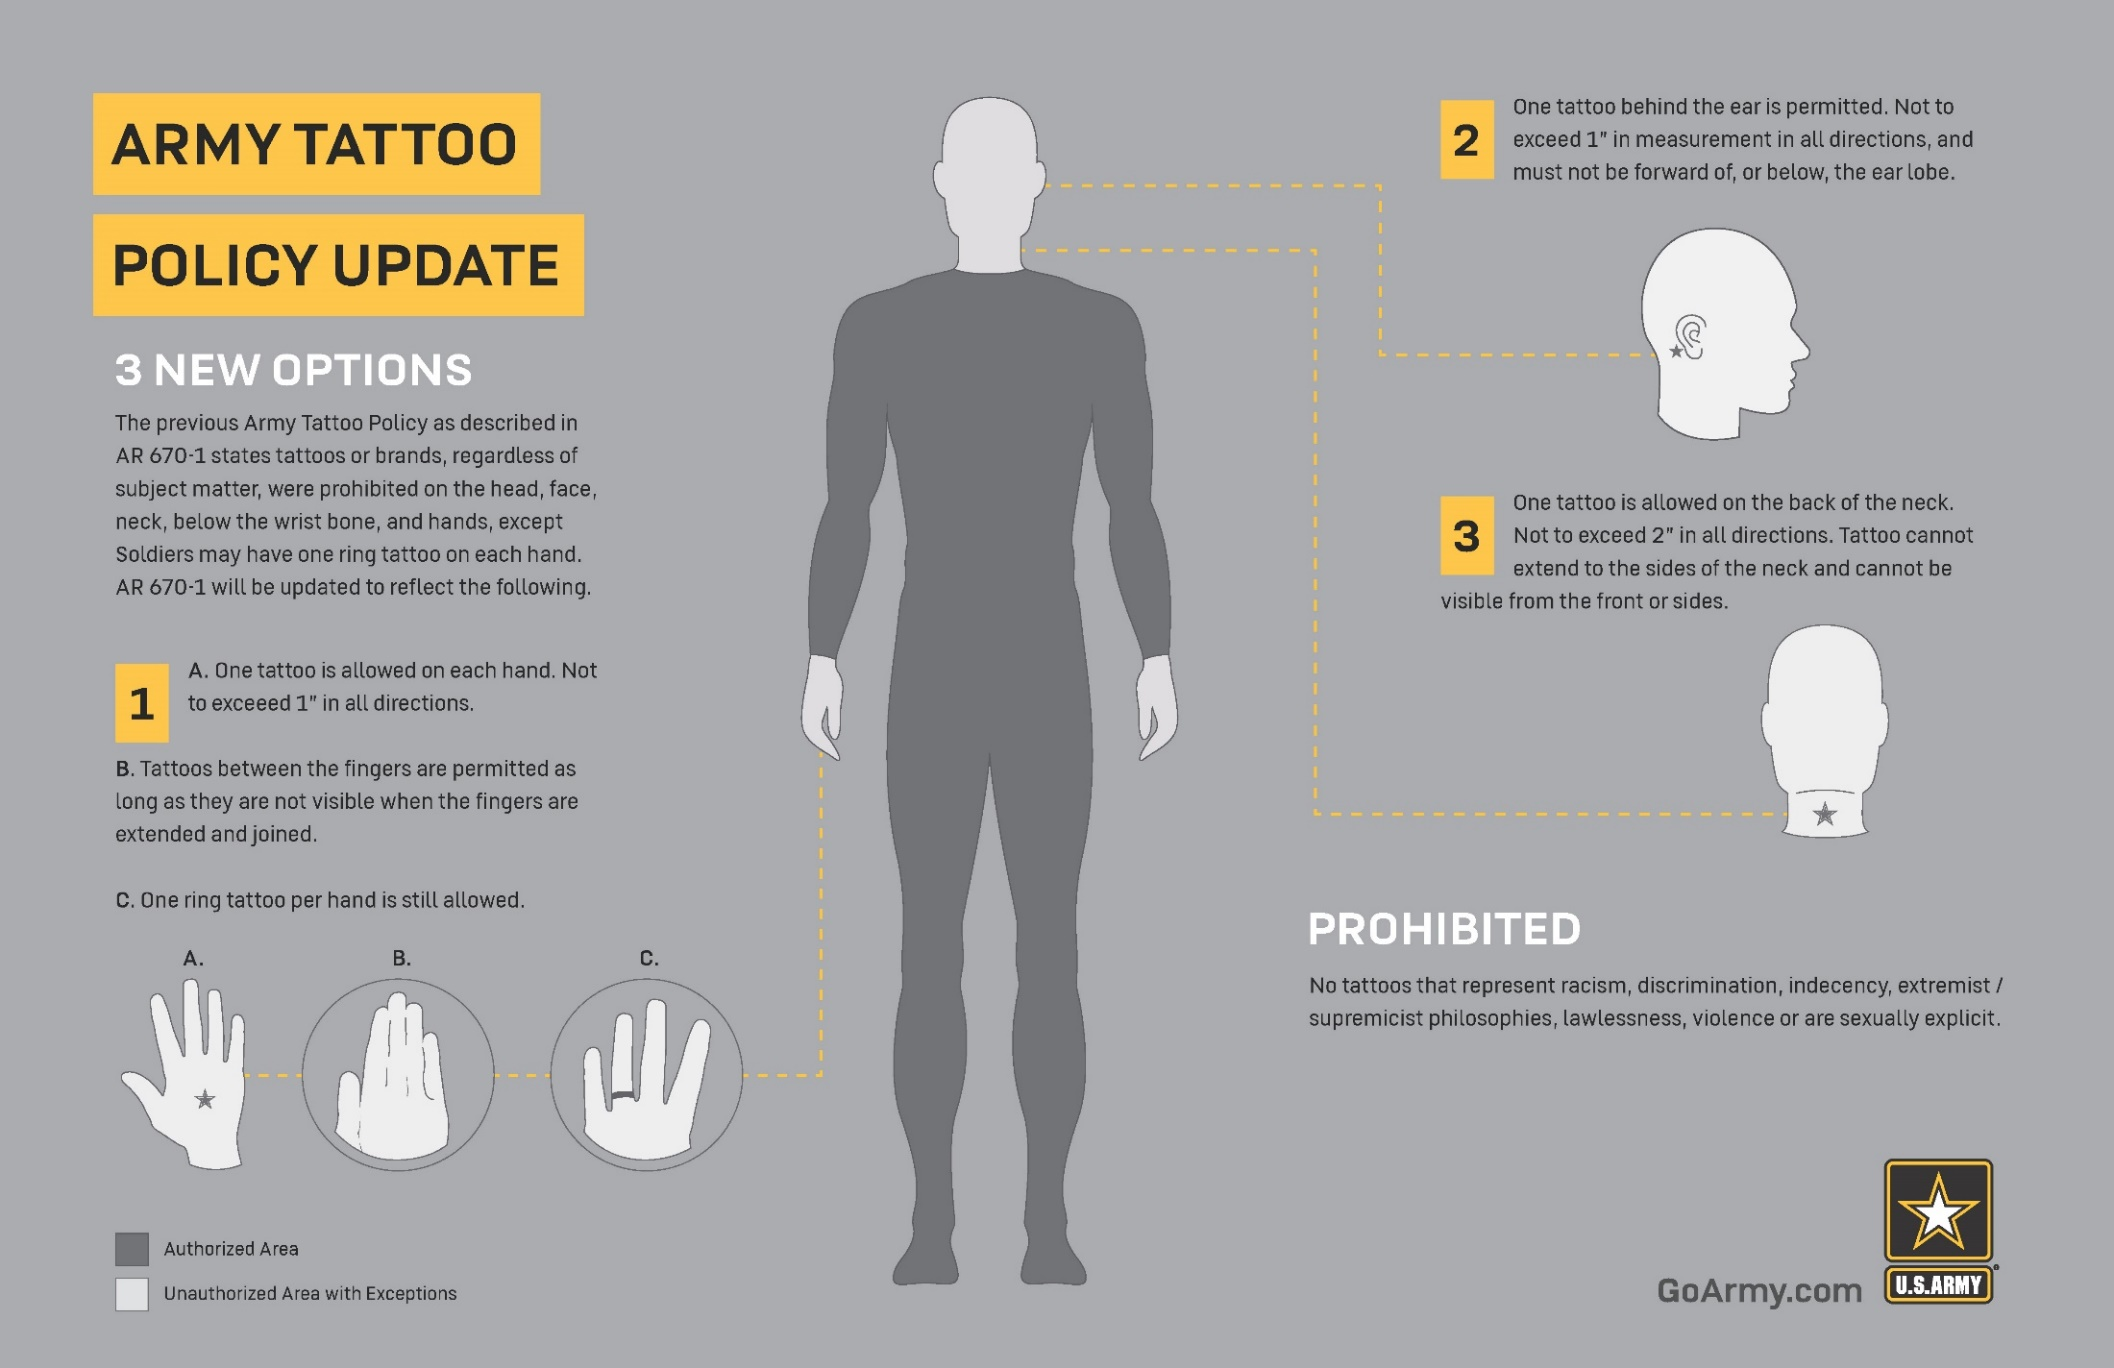 ARMY TATTOO
POLICY UPDATE
3 NEW OPTIONS
The previous Army Tattoo Policy as described in
AR 670-1 states tattoos or brands, regardless of
subject matter, were prohibited on the head, face,
neck, below the wrist bone, and hands, except
Soldiers may have one ring tattoo on each hand.
AR 670-1 will be updated to reflect the following.
1
A. One tattoo is allowed on each hand. Not
to exceeed 1" in all directions.
B. Tattoos between the fingers are permitted as
long as they are not visible when the fingers are
extended and joined.
C. One ring tattoo per hand is still allowed.
A.
B.
C.
Authorized Area
Unauthorized Area with Exceptions
2
One tattoo behind the ear is permitted. Not to
exceed 1" in measurement in all directions, and
must not be forward of, or below, the ear lobe.
3
One tattoo is allowed on the back of the neck.
Not to exceed 2" in all directions. Tattoo cannot
extend to the sides of the neck and cannot be
visible from the front or sides.
PROHIBITED
No tattoos that represent racism, discrimination, indecency, extremist /
supremicist philosophies, lawlessness, violence or are sexually explicit.
GoArmy.com
U.S.ARMY